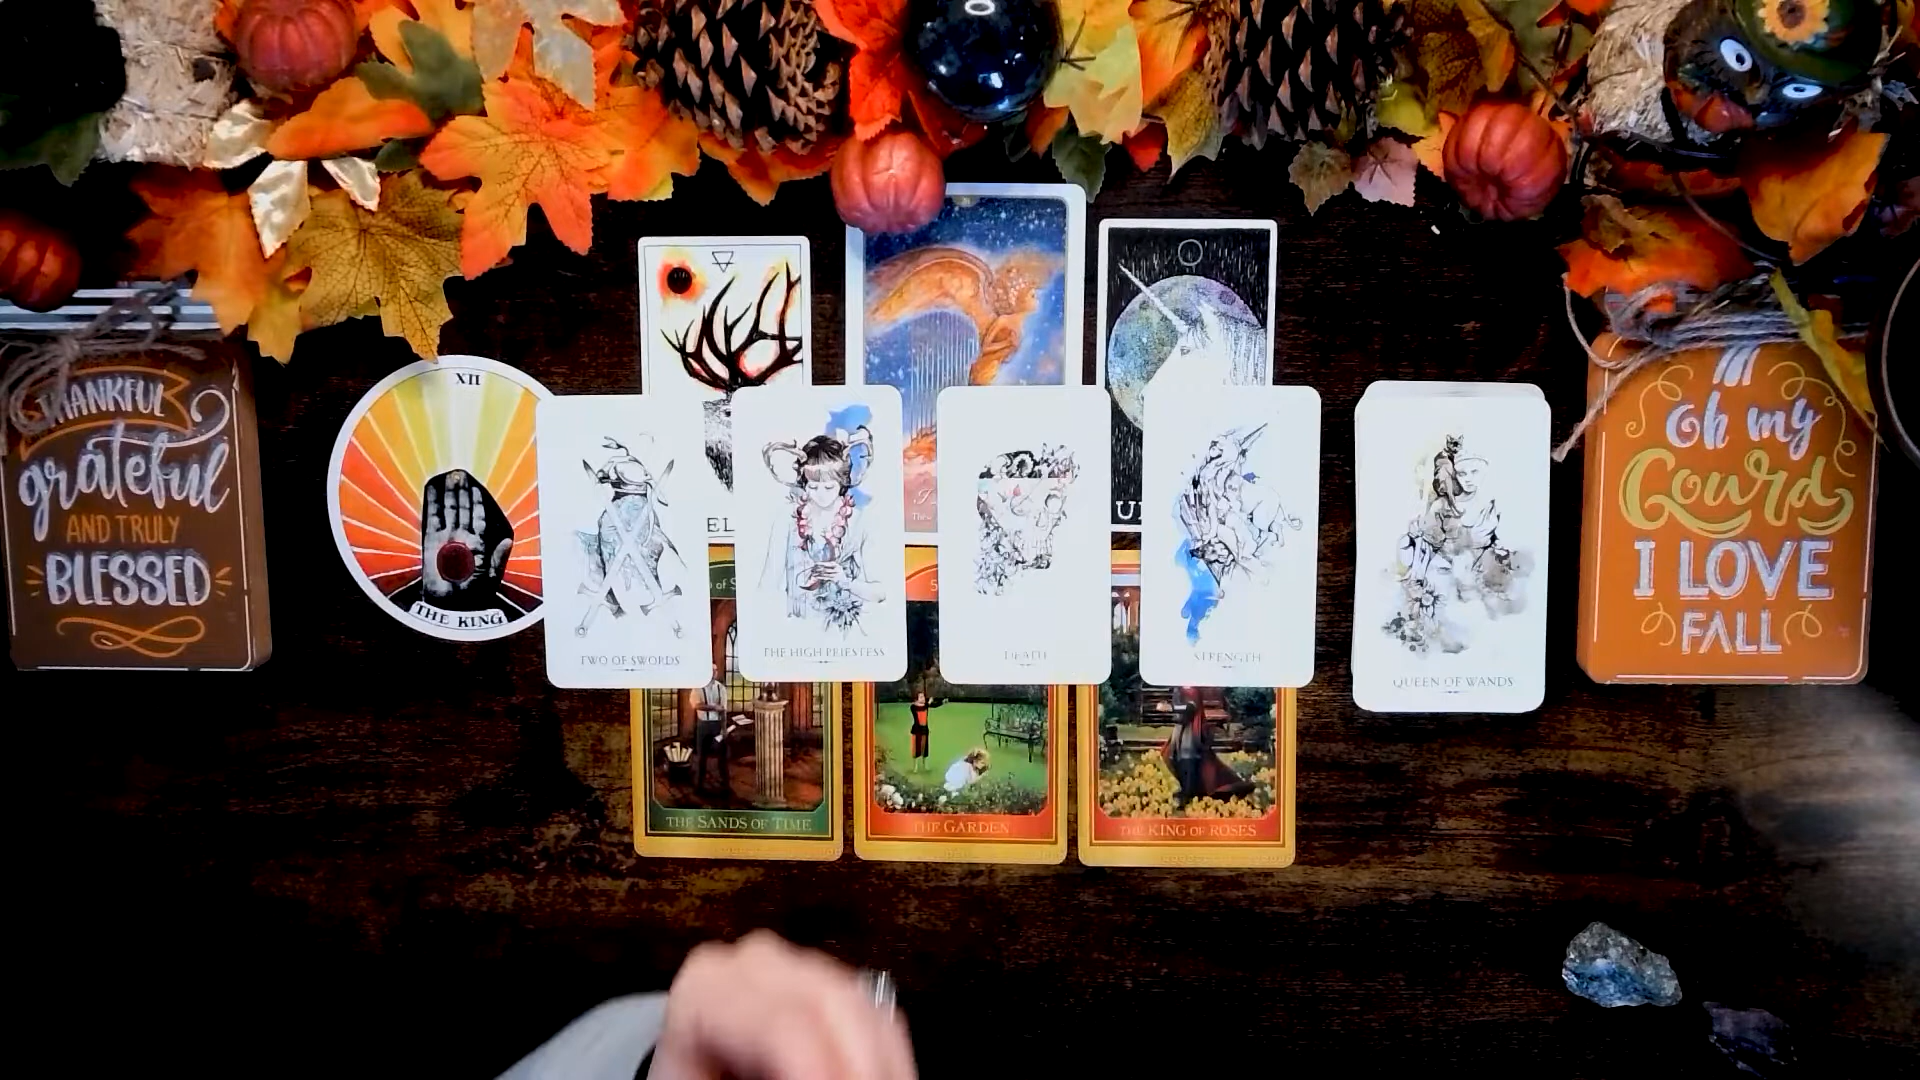 THANKFUL
grateful
AND TRULY
BLESSED
XII
THE KING
TWO OF SWORDS
THE HIGH PRIESTESS
DEATH
STRENGTH
QUEEN OF WANDS
oh my
Gourd
I LOVE
FALL
THE SANDS OF TIME
THE GARDEN
THE KING OF ROSES